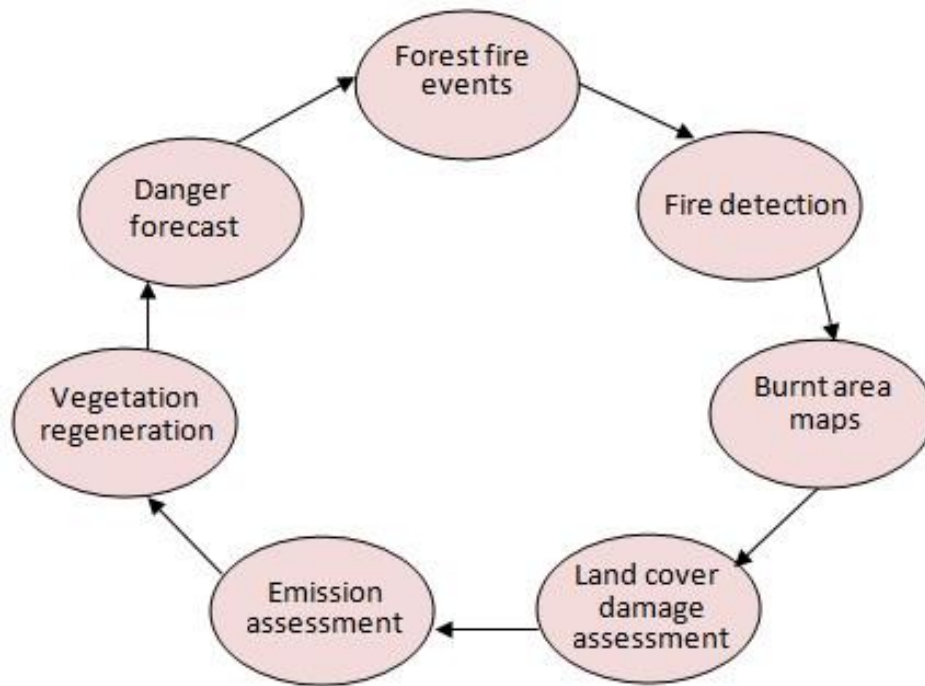 Forest fire
events
Fire detection
Burnt area
maps
Land cover
damage
assessment
Emission
assessment
Vegetation
regeneration
Danger
forecast